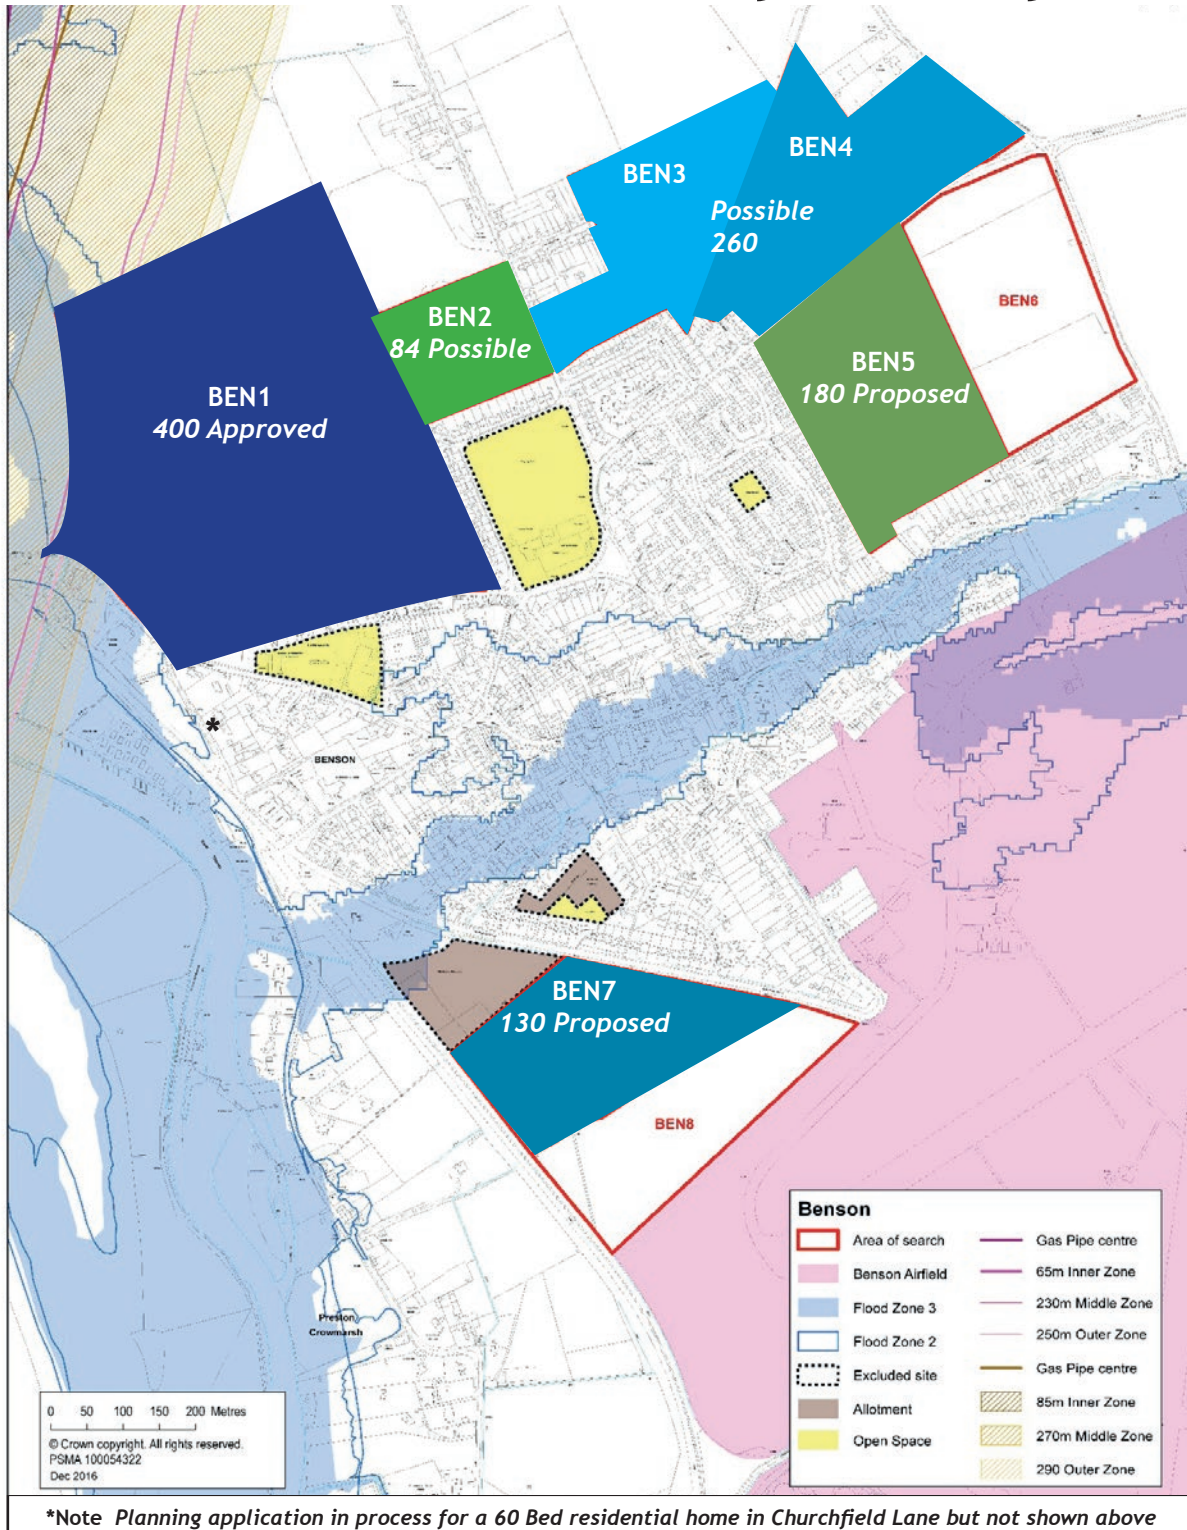 BEN4
BEN3
Possible
260
BEN6
BEN2
84 Possible
BEN5
180 Proposed
BEN1
400 Approved
*
BENSON
BEN7
130 Proposed
BEN8
Preston
Crowmarsh
Benson
Area of search
Benson Airfield
Flood Zone 3
Flood Zone 2
Excluded site
Allotment
Open Space
Gas Pipe centre
65m Inner Zone
230m Middle Zone
250m Outer Zone
Gas Pipe centre
85m Inner Zone
270m Middle Zone
290 Outer Zone
0 50 100 150 200 Metres
© Crown copyright. All rights reserved.
PSMA 100054322
Dec 2016
*Note Planning application in process for a 60 Bed residential home in Churchfield Lane but not shown above